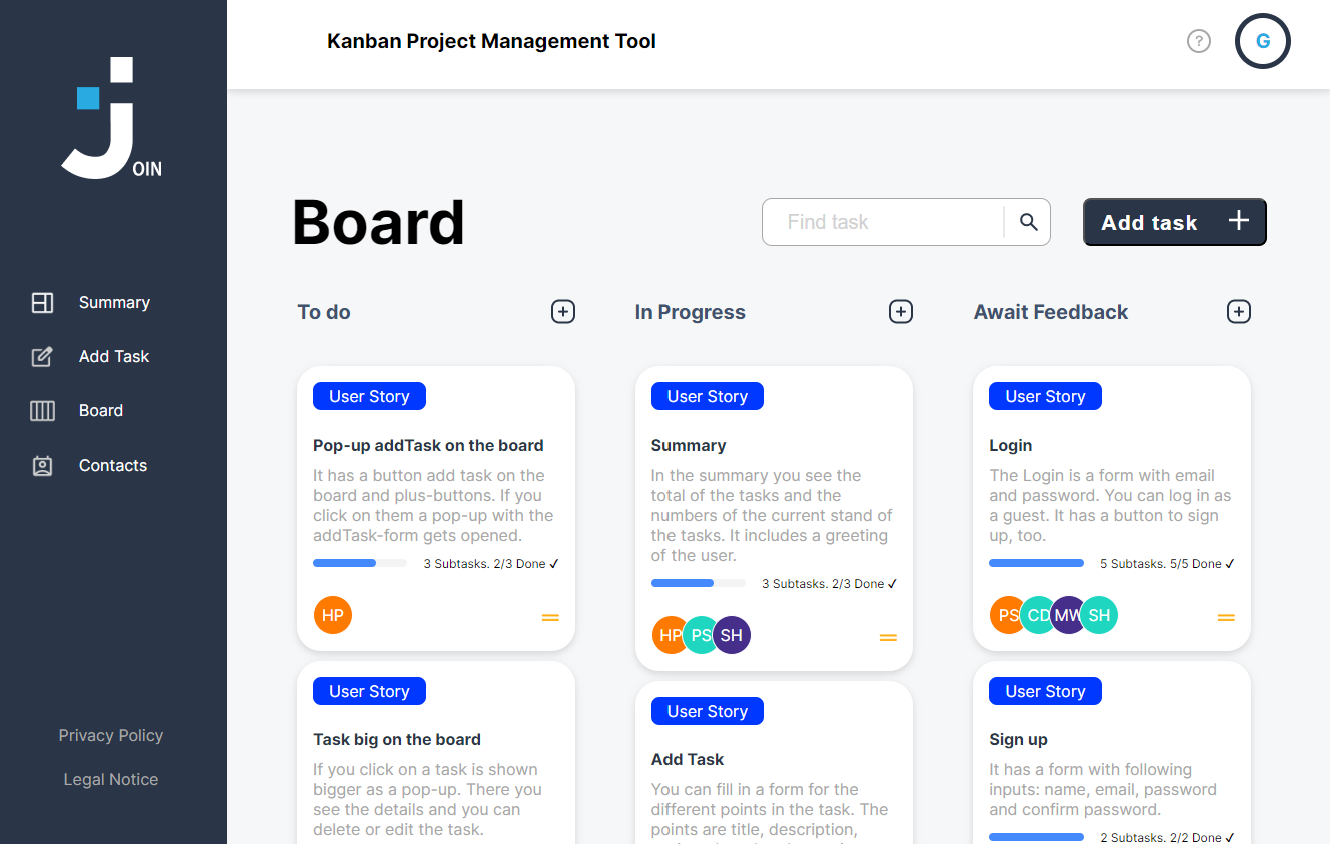 Kanban Project Management Tool
?
G
OIN
Board
Find task
Add task
Summary
Add Task
Board
Contacts
Privacy Policy
Legal Notice
To do
User Story
Pop-up addTask on the board
It has a button add task on the
board and plus-buttons. If you
click on them a pop-up with the
addTask-form gets opened.
3 Subtasks. 2/3 Done ✓
HP
User Story
Task big on the board
If you click on a task is shown
bigger as a pop-up. There you
see the details and you can
delete or edit the task.
In Progress
User Story
Summary
In the summary you see the
total of the tasks and the
numbers of the current stand of
the tasks. It includes a greeting
of the user.
3 Subtasks. 2/3 Done ✓
HP PS SH
User Story
Add Task
You can fill in a form for the
different points in the task. The
points are title, description,
Await Feedback
User Story
Login
The Login is a form with email
and password. You can log in as
a guest. It has a button to sign
up, too.
5 Subtasks. 5/5 Done ✓
PS CD MW SH
User Story
Sign up
It has a form with following
inputs: name, email, password
and confirm password.
2 Subtasks. 2/2 Done ✓